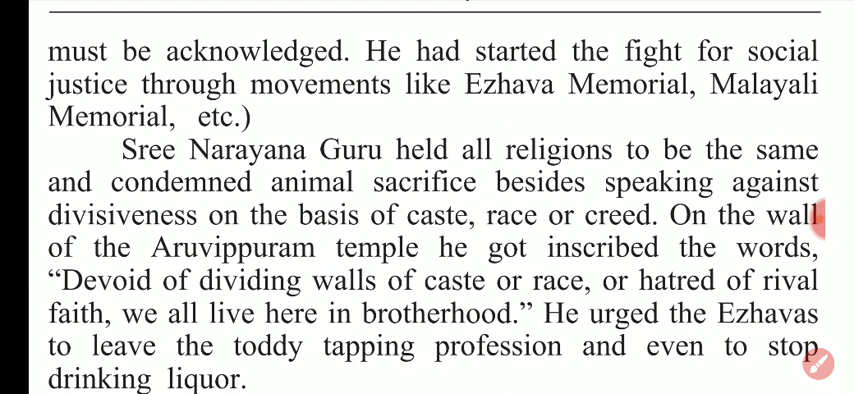 must be acknowledged. He had started the fight for social
justice through movements like Ezhava Memorial, Malayali
Memorial, etc.)
Sree Narayana Guru held all religions to be the same
and condemned animal sacrifice besides speaking against
divisiveness on the basis of caste, race or creed. On the wall
of the Aruvippuram temple he got inscribed the words,
“Devoid of dividing walls of caste or race, or hatred of rival
faith, we all live here in brotherhood.” He urged the Ezhavas
to leave the toddy tapping profession and even to stop
drinking liquor.